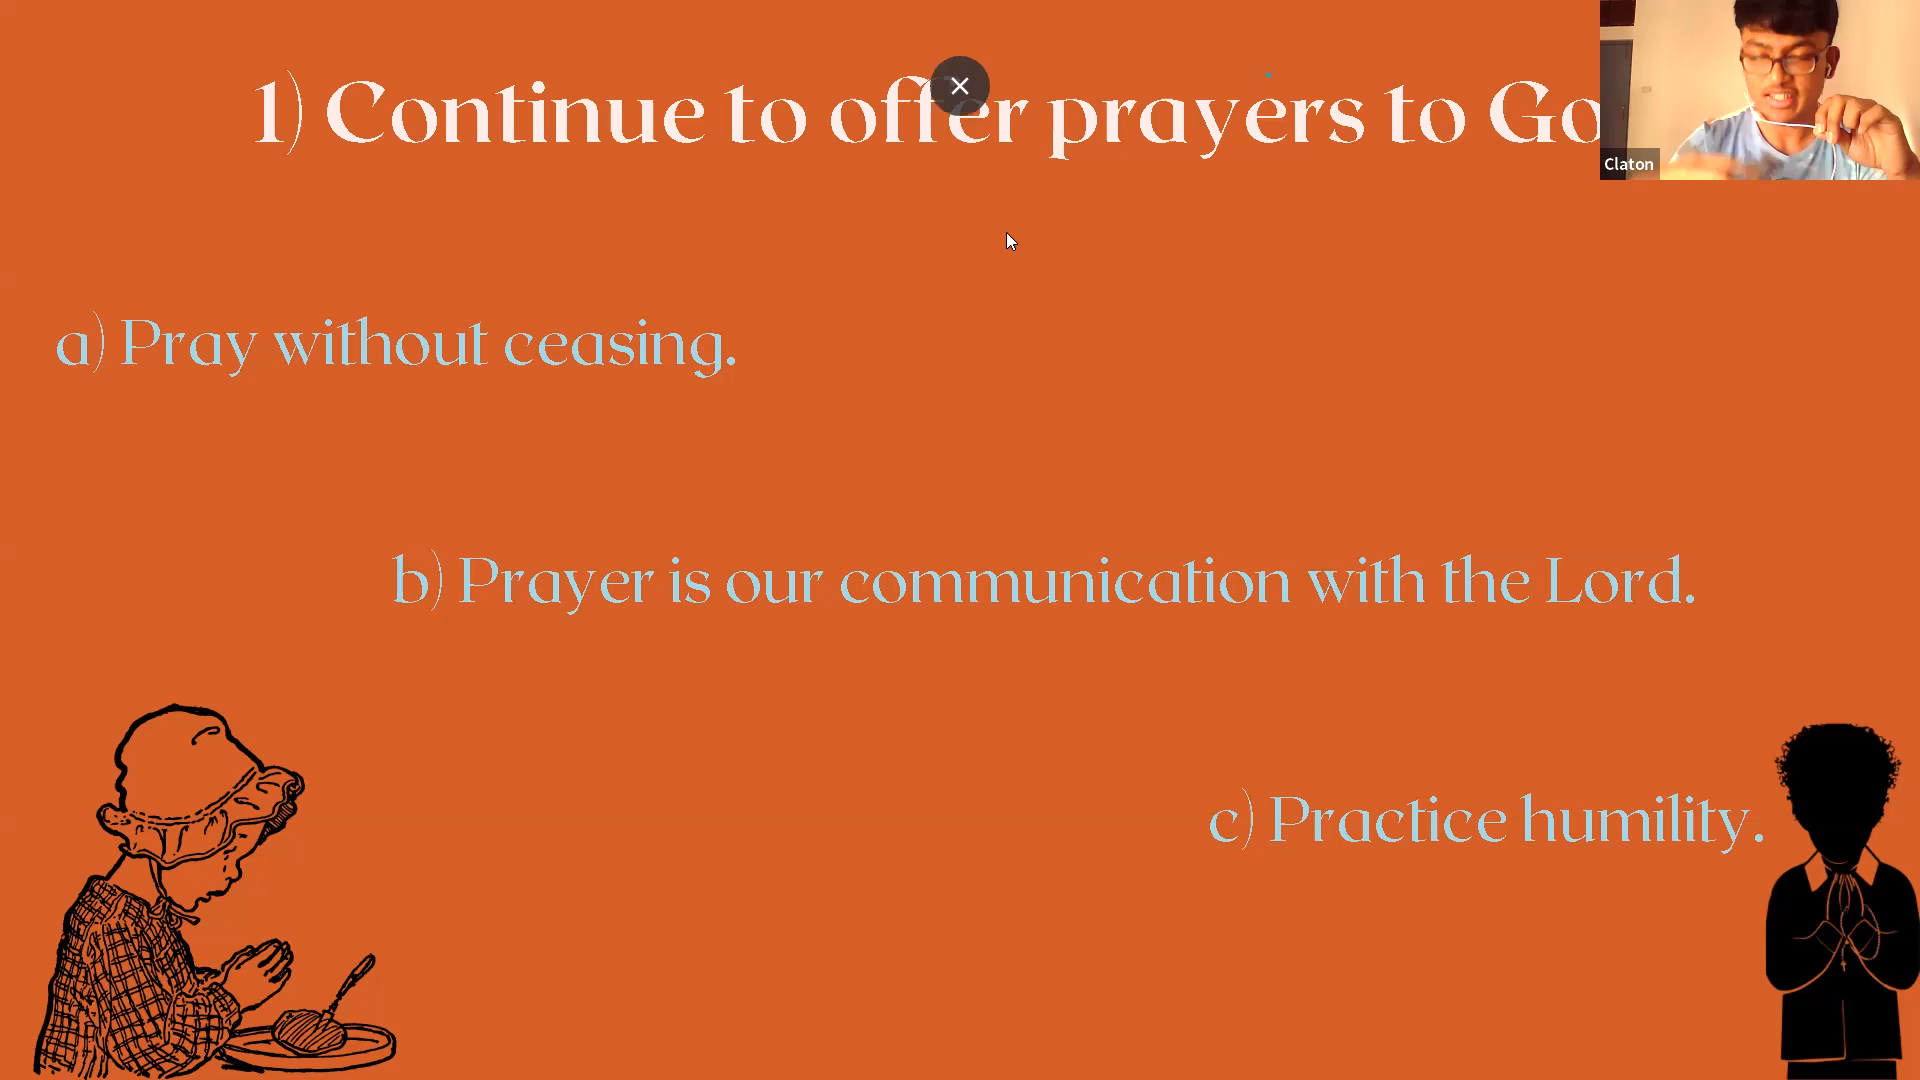 1) Continue to offer prayers to Go
Claton
a) Pray without ceasing.
b) Prayer is our communication with the Lord.
c) Practice humility.